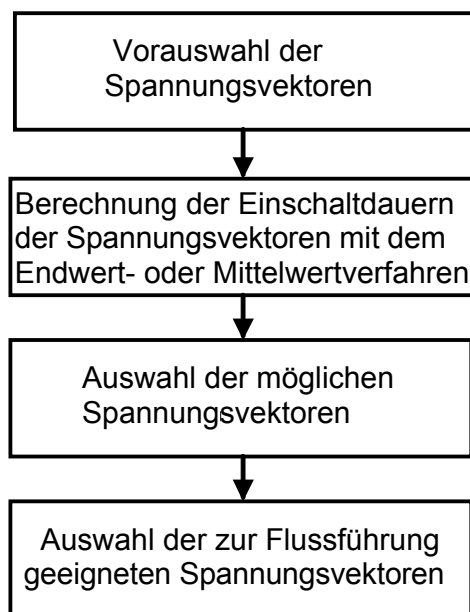 Vorauswahl der
Spannungsvektoren
Berechnung der Einschaltdauern
der Spannungsvektoren mit dem
Endwert- oder Mittelwertverfahren
Auswahl der möglichen
Spannungsvektoren
Auswahl der zur Flussführung
geeigneten Spannungsvektoren